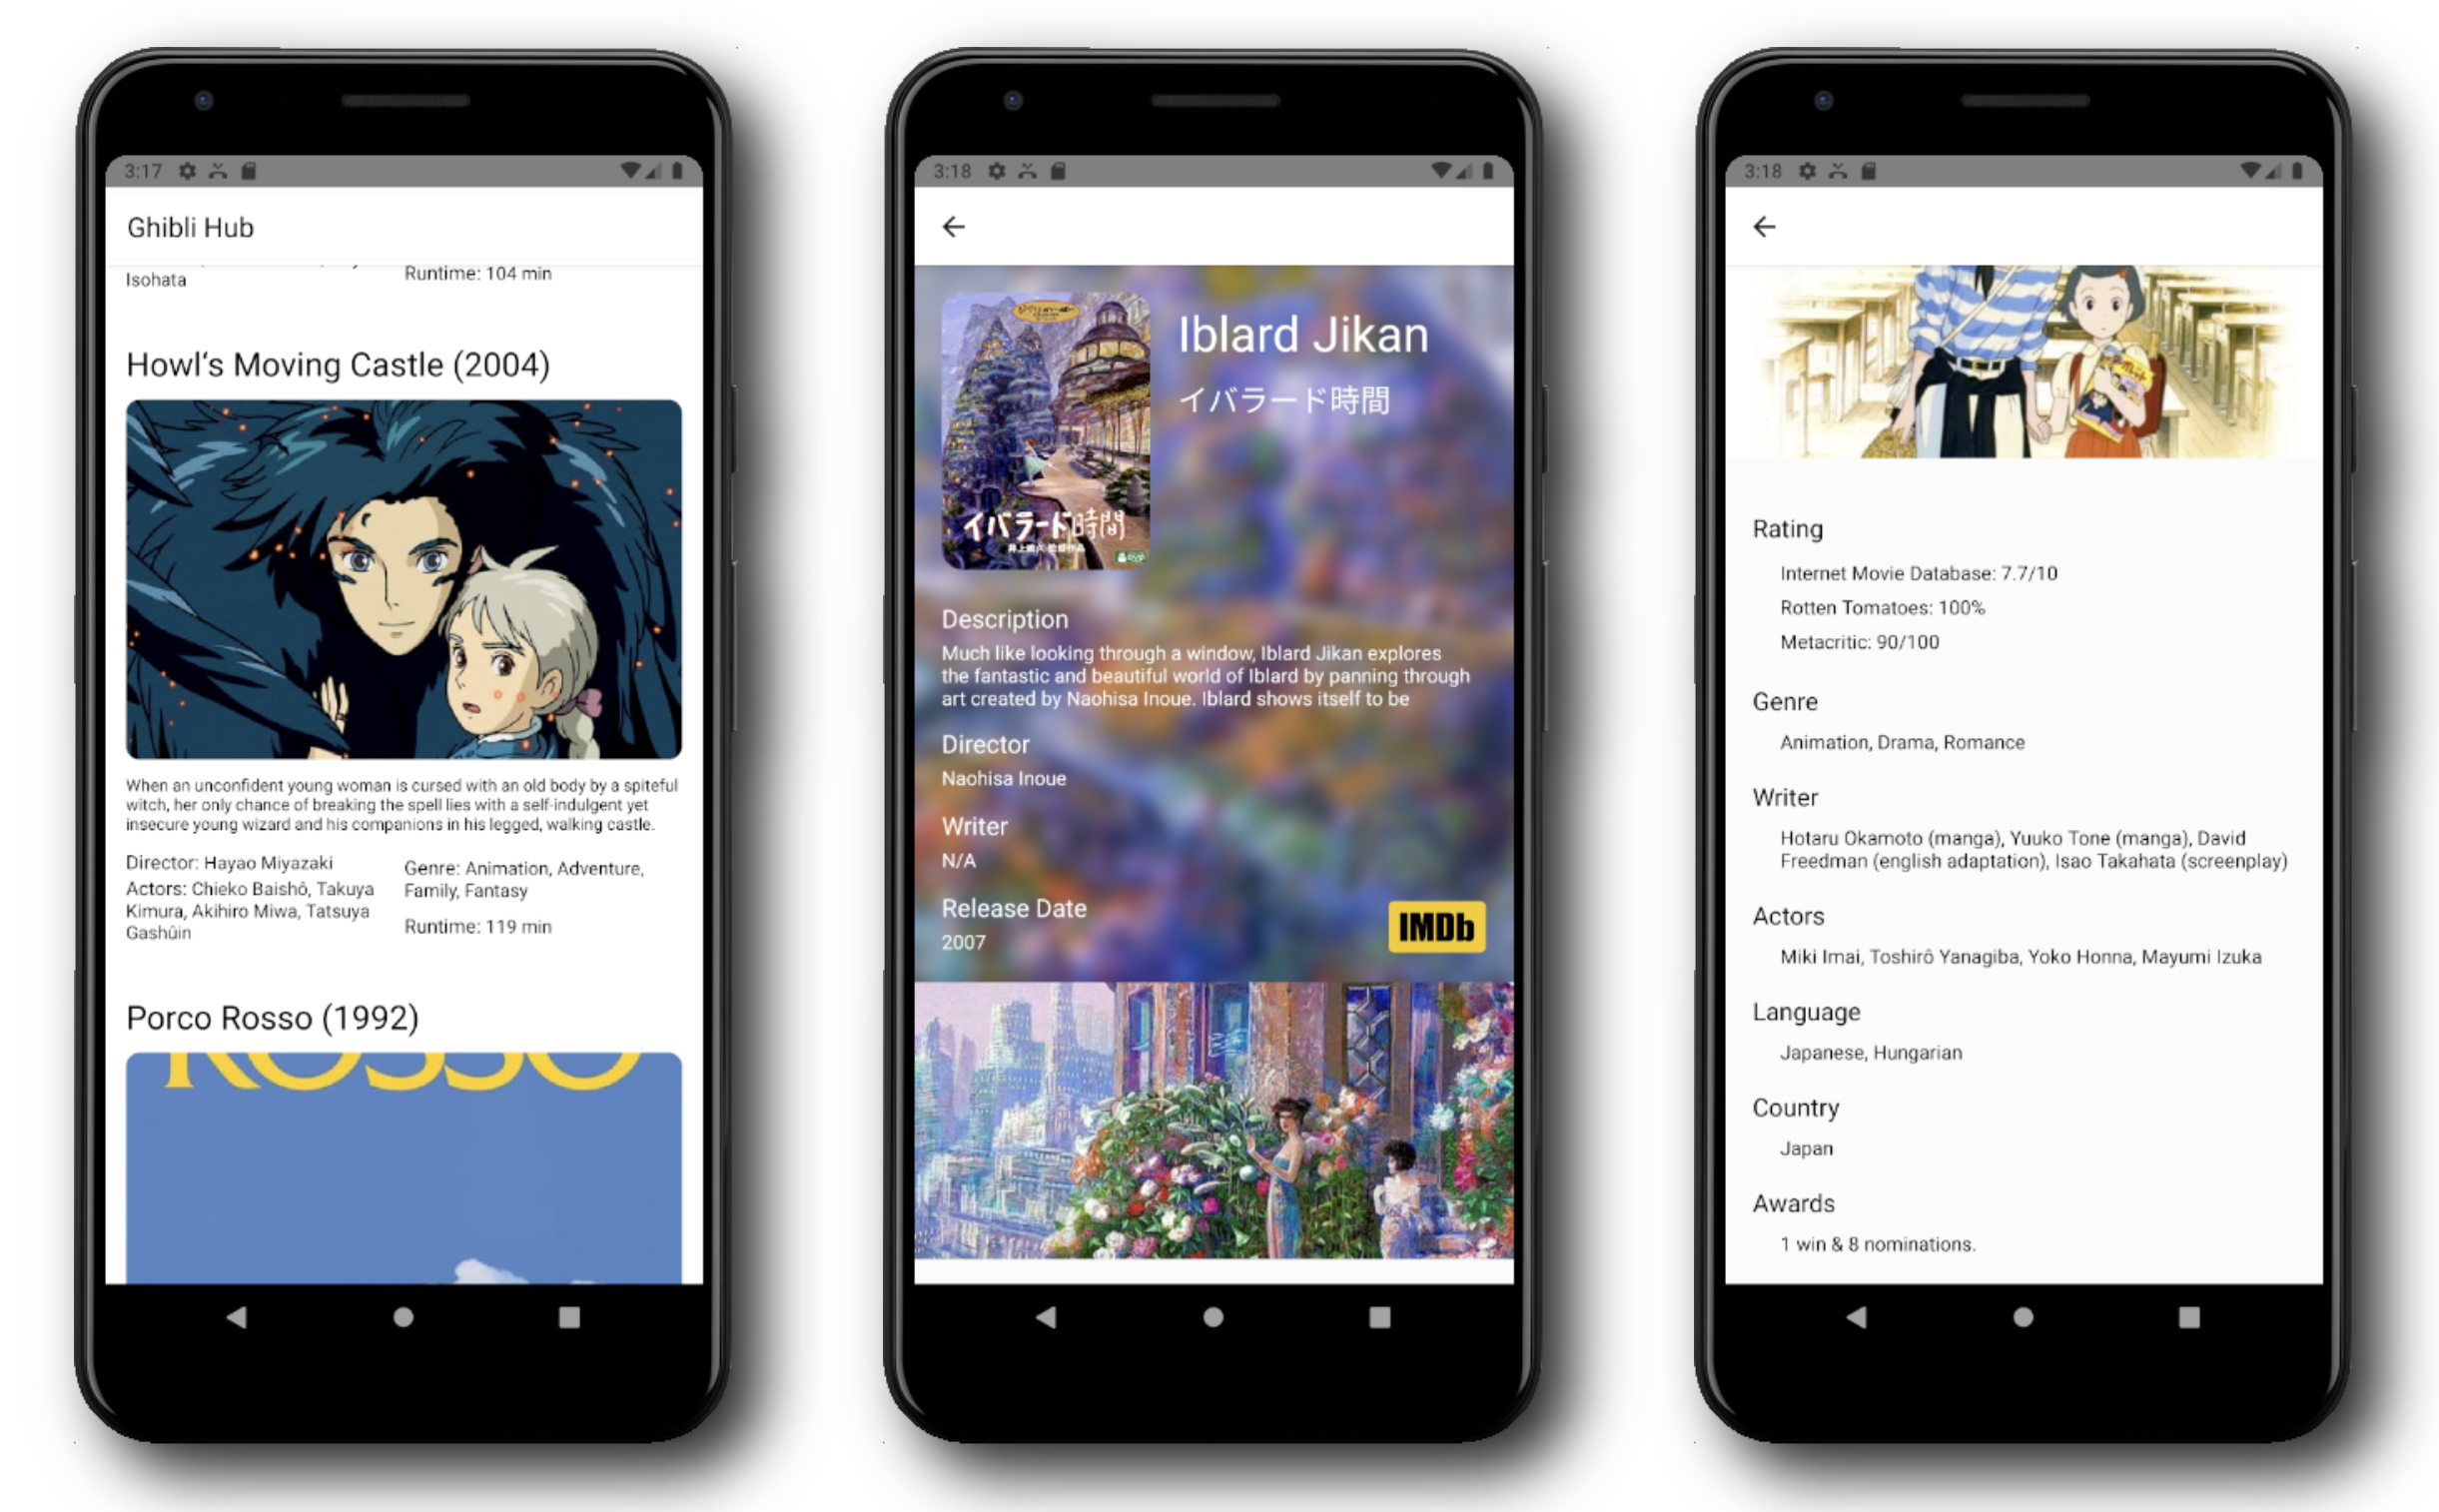 3:17
Ghibli Hub
Isohata
Runtime: 104 min
Howl‘s Moving Castle (2004)
When an unconfident young woman is cursed with an old body by a spiteful
witch, her only chance of breaking the spell lies with a self-indulgent yet
insecure young wizard and his companions in his legged, walking castle.
Director: Hayao Miyazaki
Actors: Chieko Baishô, Takuya
Kimura, Akihiro Miwa, Tatsuya
Gashûin
Genre: Animation, Adventure,
Family, Fantasy
Runtime: 119 min
Porco Rosso (1992)
ROSSO
3:18
Iblard Jikan
イバラード時間
イバラード時間
DVD
Description
Much like looking through a window, Iblard Jikan explores
the fantastic and beautiful world of Iblard by panning through
art created by Naohisa Inoue. Iblard shows itself to be
Director
Naohisa Inoue
Writer
N/A
Release Date
2007
IMDb
3:18
Rating
Internet Movie Database: 7.7/10
Rotten Tomatoes: 100%
Metacritic: 90/100
Genre
Animation, Drama, Romance
Writer
Hotaru Okamoto (manga), Yuuko Tone (manga), David
Freedman (english adaptation), Isao Takahata (screenplay)
Actors
Miki Imai, Toshirô Yanagiba, Yoko Honna, Mayumi Izuka
Language
Japanese, Hungarian
Country
Japan
Awards
1 win & 8 nominations.